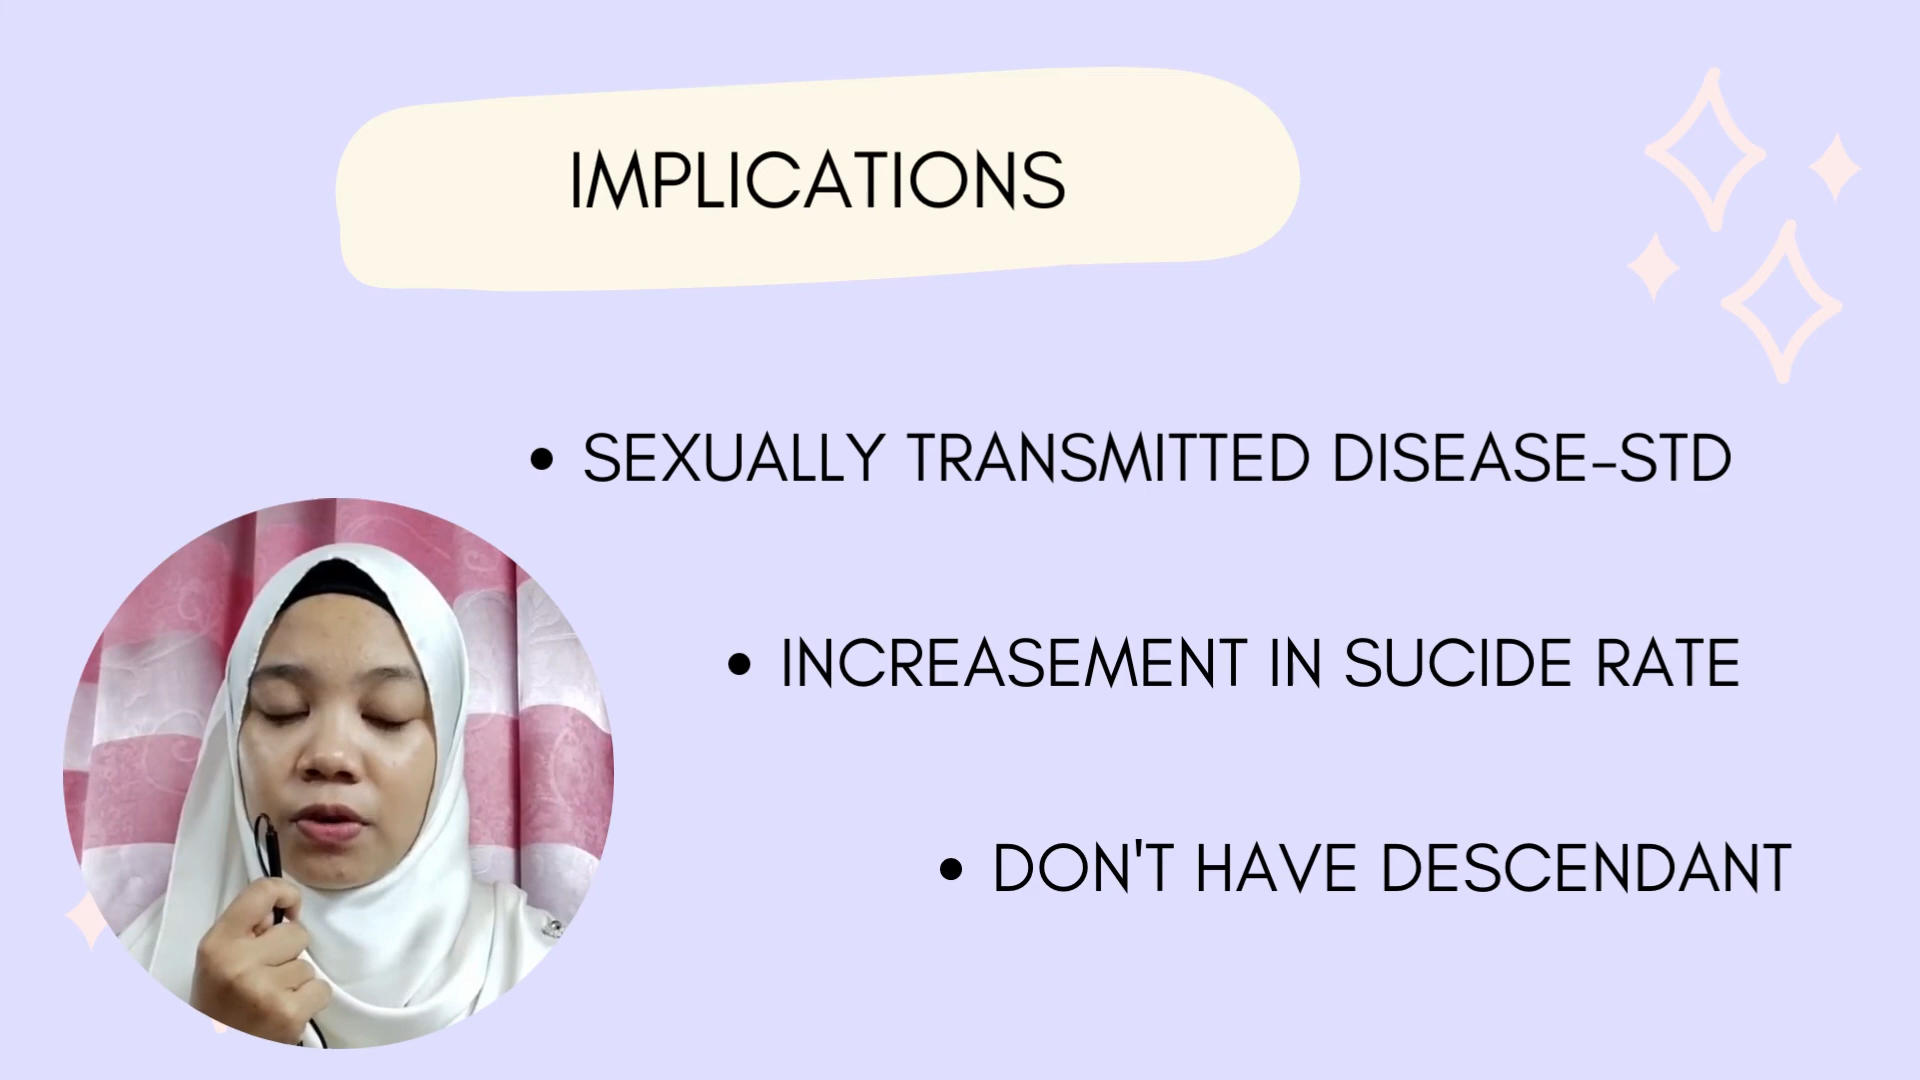 IMPLICATIONS
• SEXUALLY TRANSMITTED DISEASE-STD
• INCREASEMENT IN SUCIDE RATE
• DON'T HAVE DESCENDANT